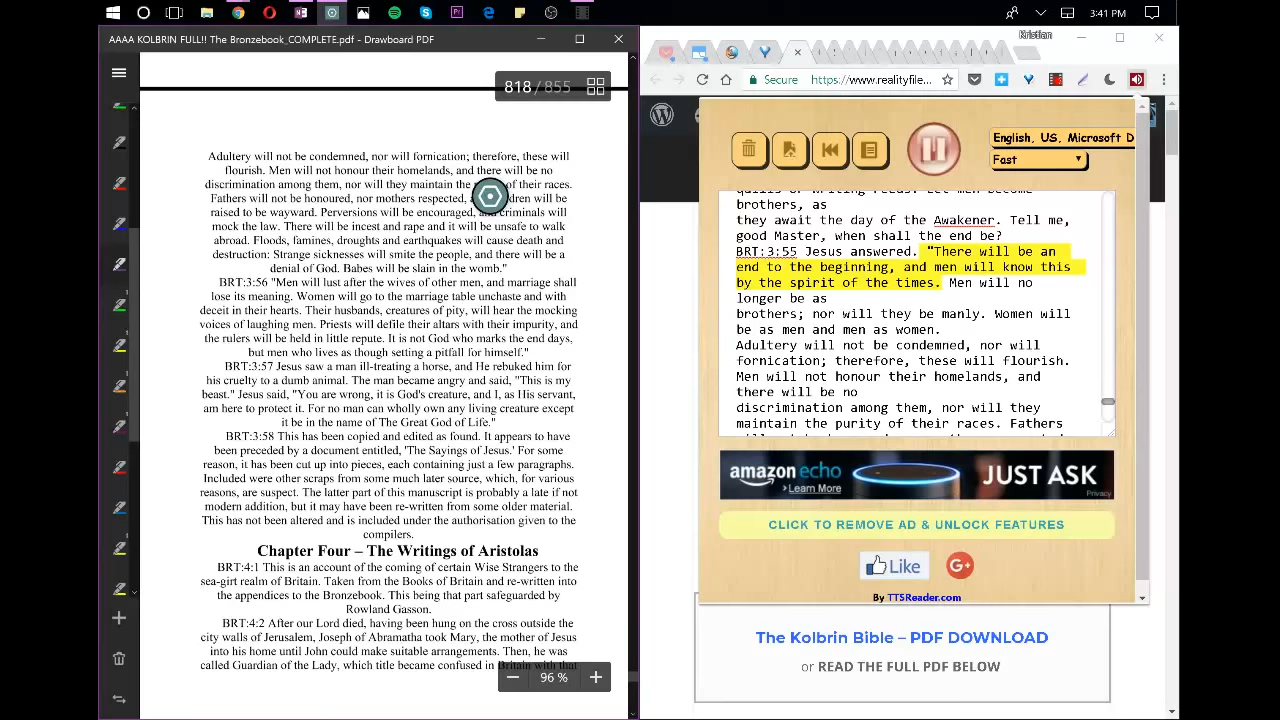 3:41 PM
AAAA KOLBRIN FULL!! The Bronzebook_COMPLETE.pdf - Drawboard PDF
818 / 855
Adultery will not be condemned, nor will fornication; therefore, these will
flourish. Men will not honour their homelands, and there will be no
discrimination among them, nor will they maintain the of their races.
Fathers will not be honoured, nor mothers respected, will be
raised to be wayward. Perversions will be encouraged, and criminals will
mock the law. There will be incest and rape and it will be unsafe to walk
abroad. Floods, famines, droughts and earthquakes will cause death and
destruction: Strange sicknesses will smite the people, and there will be a
denial of God. Babes will be slain in the womb."
BRT:3:56 "Men will lust after the wives of other men, and marriage shall
lose its meaning. Women will go to the marriage table unchaste and with
deceit in their hearts. Their husbands, creatures of pity, will hear the mocking
voices of laughing men. Priests will defile their altars with their impurity, and
the rulers will be held in little repute. It is not God who marks the end days,
but men who lives as though setting a pitfall for himself."
BRT:3:57 Jesus saw a man ill-treating a horse, and He rebuked him for
his cruelty to a dumb animal. The man became angry and said, "This is my
beast." Jesus said, "You are wrong, it is God's creature, and I, as His servant,
am here to protect it. For no man can wholly own any living creature except
it be in the name of The Great God of Life."
BRT:3:58 This has been copied and edited as found. It appears to have
been preceded by a document entitled, 'The Sayings of Jesus.' For some
reason, it has been cut up into pieces, each containing just a few paragraphs.
Included were other scraps from some much later source, which, for various
reasons, are suspect. The latter part of this manuscript is probably a late if not
modern addition, but it may have been re-written from some older material.
This has not been altered and is included under the authorisation given to the
compilers.
Chapter Four – The Writings of Aristolas
BRT:4:1 This is an account of the coming of certain Wise Strangers to the
sea-girt realm of Britain. Taken from the Books of Britain and re-written into
the appendices to the Bronzebook. This being that part safeguarded by
Rowland Gasson.
BRT:4:2 After our Lord died, having been hung on the cross outside the
city walls of Jerusalem, Joseph of Abramatha took Mary, the mother of Jesus
into his home until John could make suitable arrangements. Then, he was
called Guardian of the Lady, which title became confused in Britain with that
96 %
Kristian
Secure https://www.realityfile...
English, US, Microsoft D
Fast
brothers, as
they await the day of the Awakener. Tell me,
good Master, when shall the end be?
BRT:3:55 Jesus answered. "There will be an
end to the beginning, and men will know this
by the spirit of the times. Men will no
longer be as
brothers; nor will they be manly. Women will
be as men and men as women.
Adultery will not be condemned, nor will
fornication; therefore, these will flourish.
Men will not honour their homelands, and
there will be no
discrimination among them, nor will they
maintain the purity of their races. Fathers
amazon echo
Learn More
JUST ASK
Privacy
CLICK TO REMOVE AD & UNLOCK FEATURES
Like
G+
By TTSReader.com
The Kolbrin Bible – PDF DOWNLOAD
or READ THE FULL PDF BELOW